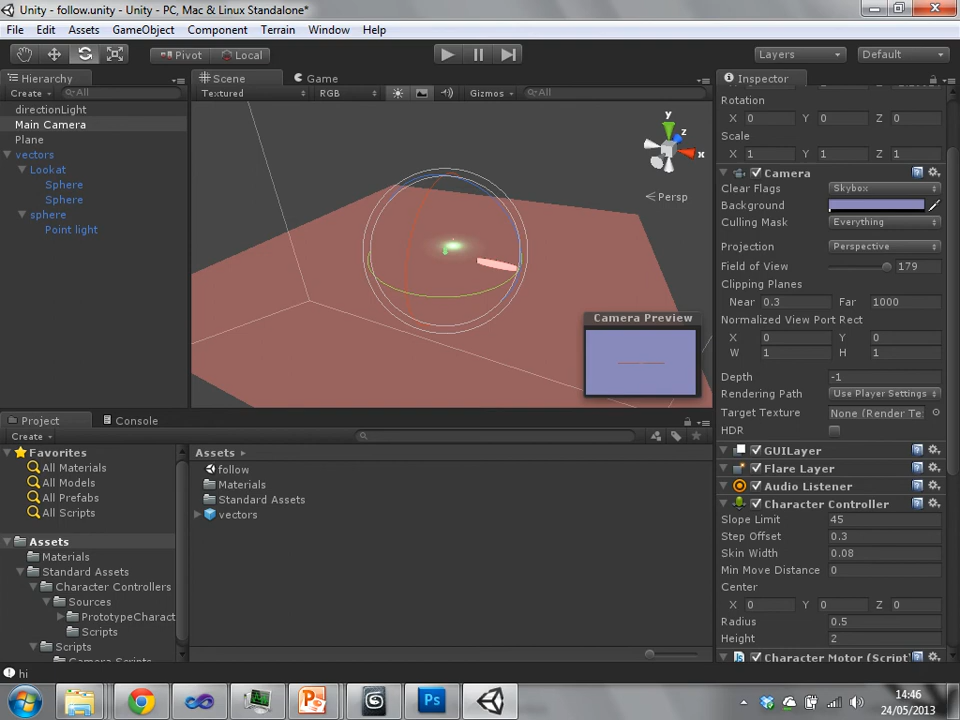 Unity - follow.unity - PC, Mac & Linux Standalone*
File Edit Assets GameObject Component Terrain Window Help
Pivot Local Layers Default
Hierarchy
Create All
directionLight
Main Camera
Plane
vectors
Lookat
Sphere
Sphere
sphere
Point light
Scene Game
Textured RGB Gizmos All
y
z
x
Persp
Camera Preview
Project Console
Create
Favorites
All Materials
All Models
All Prefabs
All Scripts
Assets
Materials
Standard Assets
Character Controllers
Sources
PrototypeCharact
Scripts
Scripts
Camera Scripts
Assets
follow
Materials
Standard Assets
vectors
Inspector
Rotation
X 0 Y 0 Z 0
Scale
X 1 Y 1 Z 1
Camera
Clear Flags Skybox
Background
Culling Mask Everything
Projection Perspective
Field of View 179
Clipping Planes
Near 0.3 Far 1000
Normalized View Port Rect
X 0 Y 0
W 1 H 1
Depth -1
Rendering Path Use Player Settings
Target Texture None (Render Te:
HDR
GUILayer
Flare Layer
Audio Listener
Character Controller
Slope Limit 45
Step Offset 0.3
Skin Width 0.08
Min Move Distance 0
Center
X 0 Y 0 Z 0
Radius 0.5
Height 2
Character Motor (Script)
hi
Ps
14:46
24/05/2013